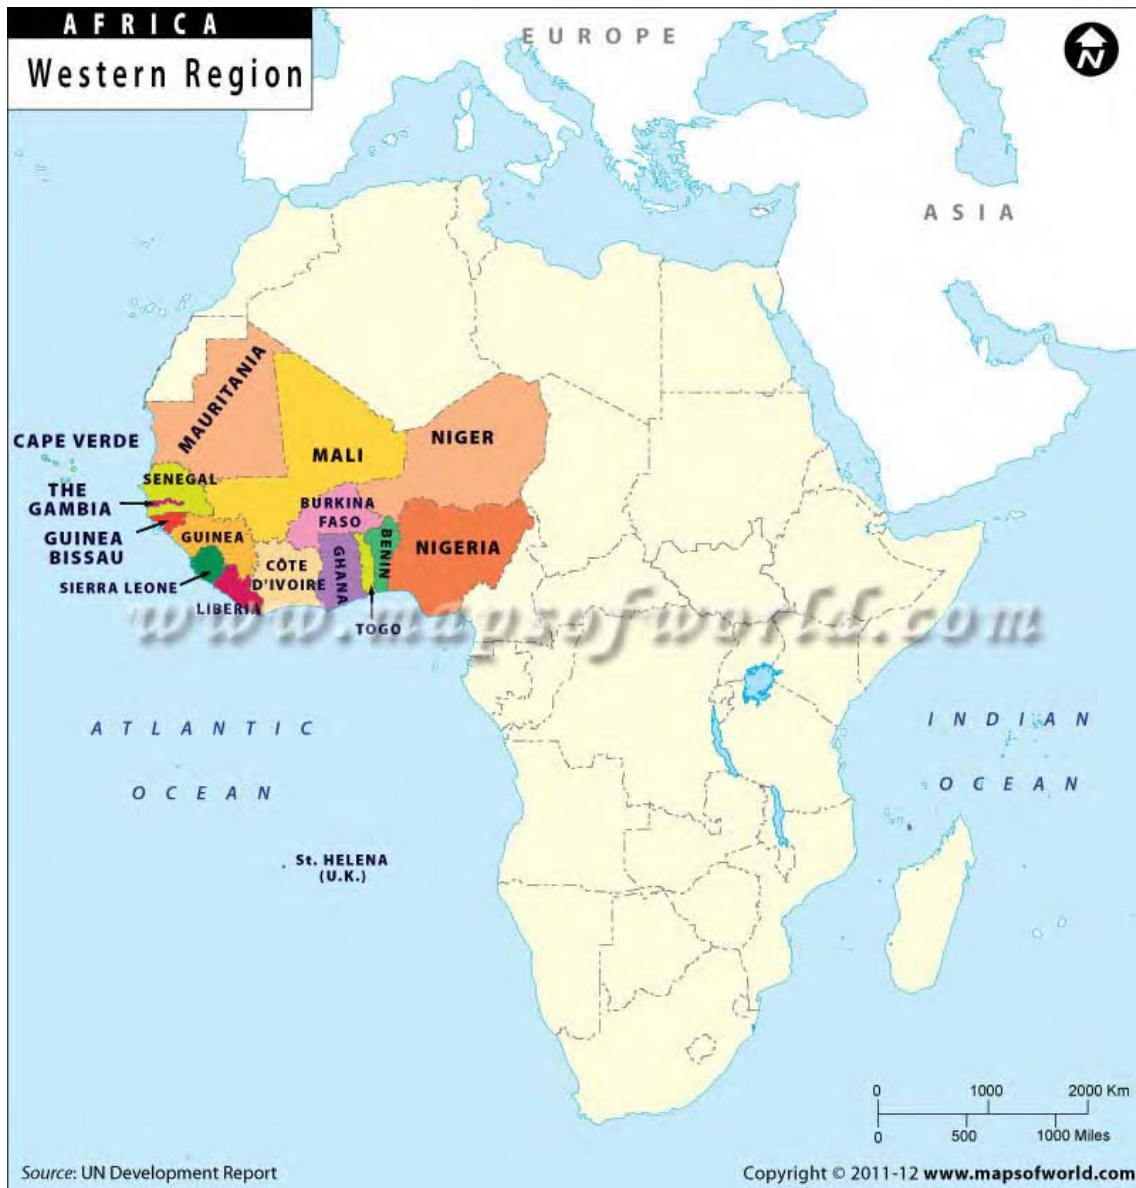 AFRICA
Western Region
EUROPE
N
ASIA
MAURITANIA
CAPE VERDE
MALI
NIGER
SENEGAL
THE
GAMBIA
BURKINA
FASO
GUINEA
BISSAU
GUINEA
BENIN
NIGERIA
GHANA
CÔTE
D'IVOIRE
SIERRA LEONE
LIBERIA
TOGO
www.mapsofworld.com
ATLANTIC
OCEAN
INDIAN
OCEAN
St. HELENA
(U.K.)
0 1000 2000 Km
0 500 1000 Miles
Source: UN Development Report
Copyright © 2011-12 www.mapsofworld.com